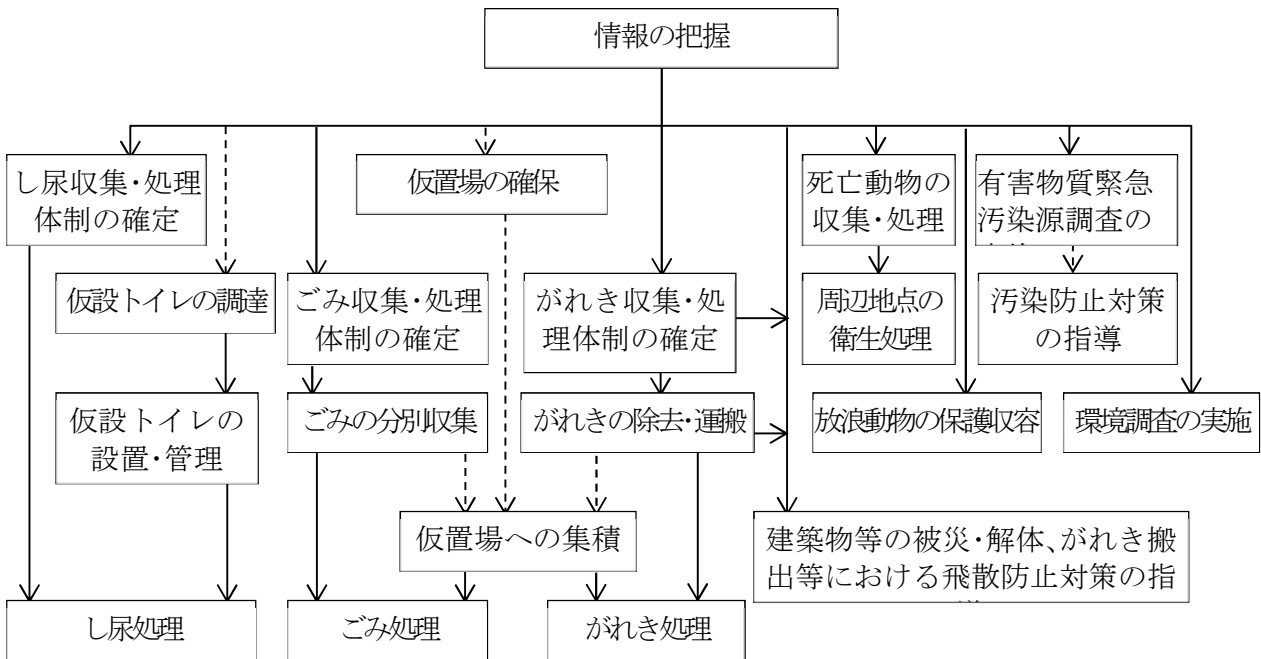 情報の把握
し尿収集・処理
体制の確定
仮置場の確保
死亡動物の
収集・処理
有害物質緊急
汚染源調査の
仮設トイレの調達
ごみ収集・処理
体制の確定
がれき収集・処
理体制の確定
周辺地点の
衛生処理
汚染防止対策
の指導
仮設トイレの
設置・管理
ごみの分別収集
がれきの除去・運搬
放浪動物の保護収容
環境調査の実施
仮置場への集積
建築物等の被災・解体、がれき搬
出等における飛散防止対策の指
し尿処理
ごみ処理
がれき処理